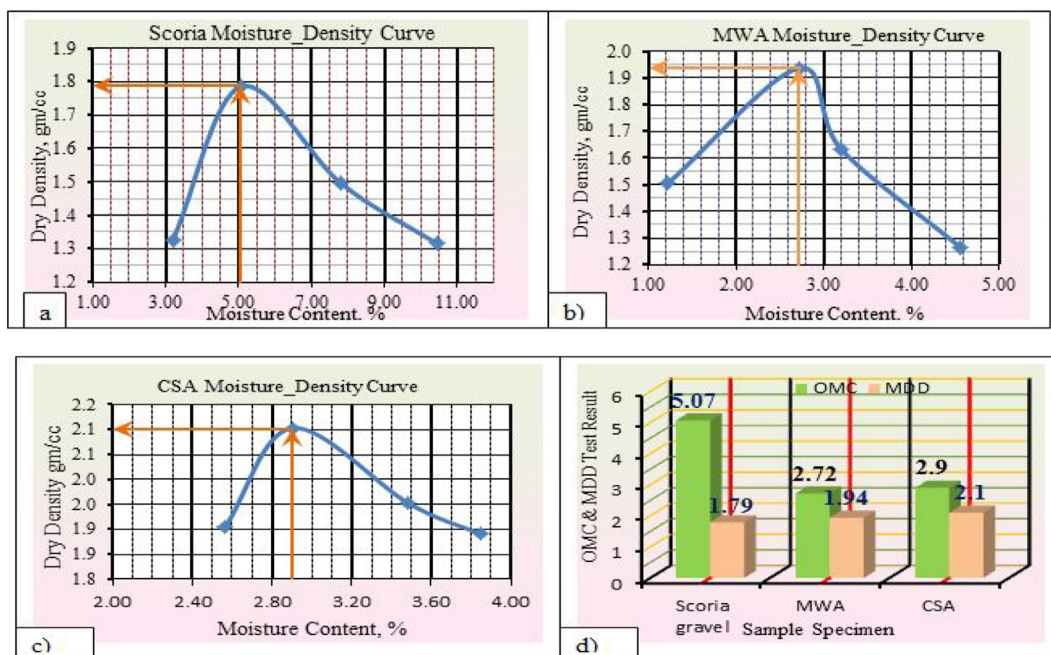 Scoria Moisture_Density Curve
Dry Density, gm/cc
1.9
1.8
1.7
1.6
1.5
1.4
1.3
1.2
1.00 3.00 5.00 7.00 9.00 11.00
Moisture Content. %
a
MWA Moisture_Density Curve
Dry Density, gm/cc
2.0
1.9
1.8
1.7
1.6
1.5
1.4
1.3
1.2
1.00 2.00 3.00 4.00 5.00
Moisture Content. %
b)
CSA Moisture_Density Curve
Dry Density gm/cc
2.2
2.1
2.1
2.0
2.0
1.9
1.9
1.8
2.00 2.40 2.80 3.20 3.60 4.00
Moisture Content, %
c)
OMC MDD
OMC & MDD Test Result
6
5
4
3
2
1
0
5.07
1.79
2.72
1.94
2.9
2.1
Scoria MWA CSA
gravel
Sample Specimen
d)